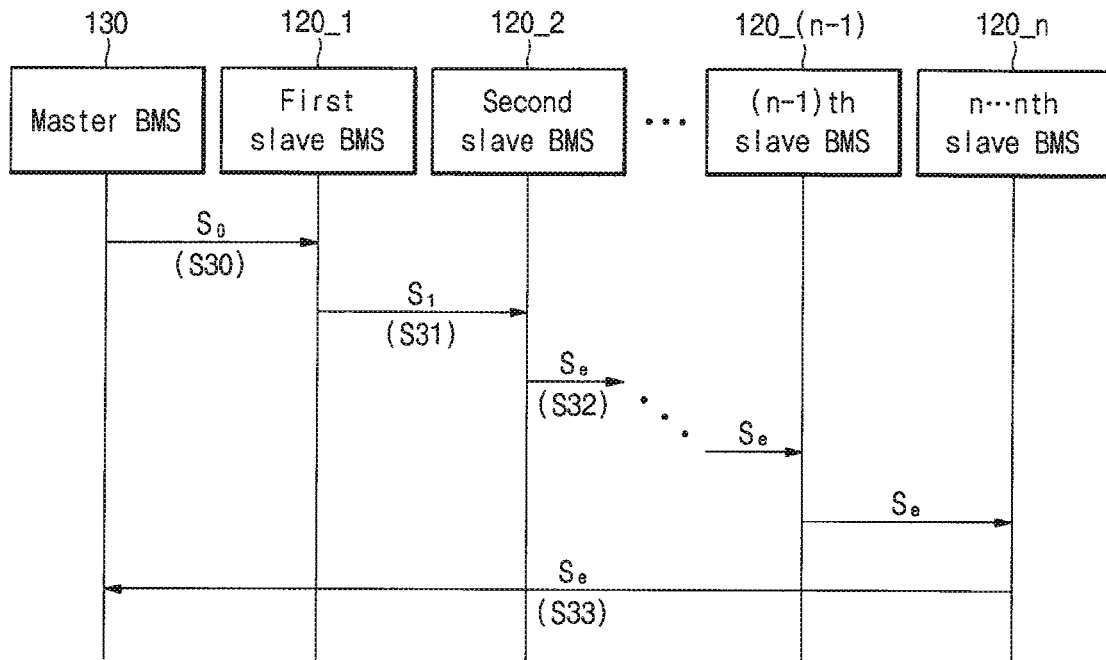 130 120_1 120_2 120_(n-1) 120_n
Master BMS First slave BMS Second slave BMS ... (n-1)th slave BMS n...nth slave BMS
S₀
(S30)
S₁
(S31)
Sₑ
(S32)
Sₑ
Sₑ
Sₑ
(S33)